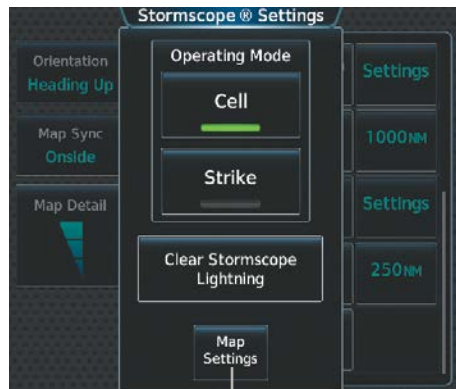 Stormscope ® Settings
Orientation
Heading Up
Map Sync
Onside
Map Detail
Operating Mode
Cell
Strike
Clear Stormscope
Lightning
Map
Settings
Settings
1000NM
Settings
250NM